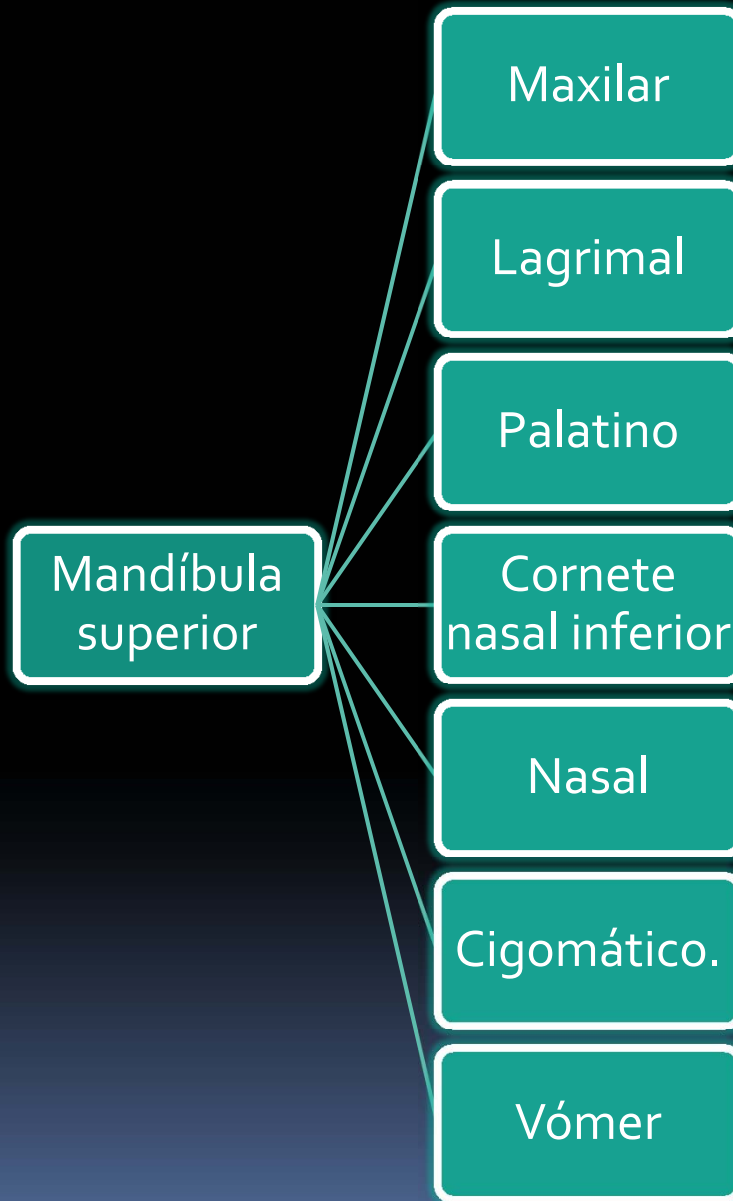 Maxilar
Lagrimal
Palatino
Mandíbula
superior
Cornete
nasal inferior
Nasal
Cigomático.
Vómer